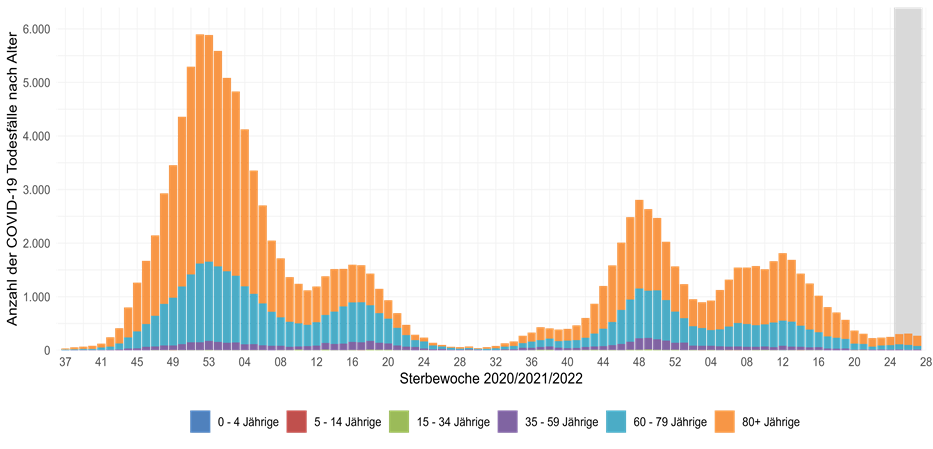 Anzahl der COVID-19 Todesfälle nach Alter
6.000
5.000
4.000
3.000
2.000
1.000
0
37 41 45 49 53 04 08 12 16 20 24 28 32 36 40 44 48 52 04 08 12 16 20 24 28
Sterbewoche 2020/2021/2022
0 - 4 Jährige 5 - 14 Jährige 15 - 34 Jährige 35 - 59 Jährige 60 - 79 Jährige 80+ Jährige